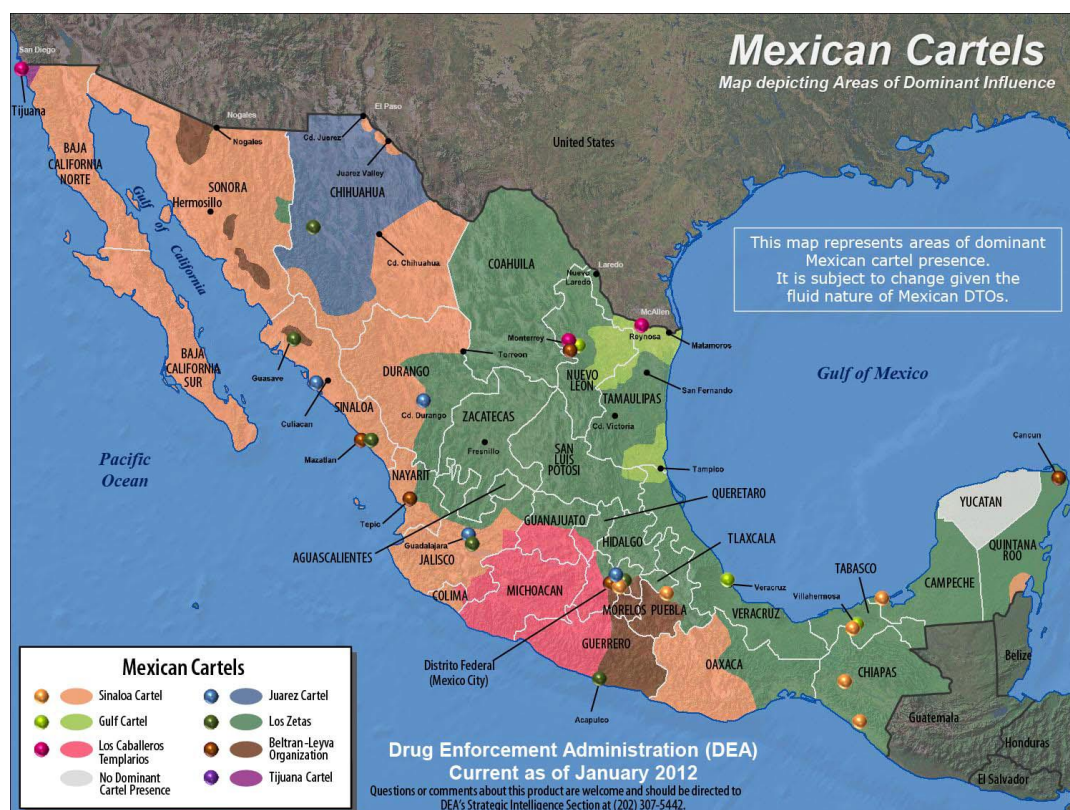 Mexican Cartels
Map depicting Areas of Dominant Influence
San Diego
Tijuana
Nogales
Nogales
El Paso
Cd. Juarez
Juarez Valley
United States
BAJA
CALIFORNIA
NORTE
SONORA
Hermosillo
CHIHUAHUA
Cd. Chihuahua
Gulf of California
This map represents areas of dominant
Mexican cartel presence.
It is subject to change given the
fluid nature of Mexican DTOs.
COAHUILA
Nuevo
Laredo
Laredo
McAllen
Reynosa
Matamoros
Monterrey
Torreon
BAJA
CALIFORNIA
SUR
Guasave
Culiacan
SINALOA
DURANGO
Cd. Durango
NUEVO
LEON
TAMAULIPAS
San Fernando
Cd. Victoria
Gulf of Mexico
ZACATECAS
Fresnillo
SAN
LUIS
POTOSI
Mazatlan
NAYARIT
Tampico
Cancun
Pacific
Ocean
Tepic
QUERETARO
YUCATAN
AGUASCALIENTES
GUANAJUATO
HIDALGO
TLAXCALA
QUINTANA
ROO
Guadalajara
JALISCO
TABASCO
CAMPECHE
COLIMA
MICHOACAN
MORELOS
PUEBLA
Veracruz
VERACRUZ
Villahermosa
GUERRERO
Distrito Federal
(Mexico City)
OAXACA
CHIAPAS
Belize
Acapulco
Guatemala
Honduras
El Salvador
Mexican Cartels
Sinaloa Cartel
Juarez Cartel
Gulf Cartel
Los Zetas
Los Caballeros
Templarios
Beltran-Leyva
Organization
No Dominant
Cartel Presence
Tijuana Cartel
Drug Enforcement Administration (DEA)
Current as of January 2012
Questions or comments about this product are welcome and should be directed to
DEA's Strategic Intelligence Section at (202) 307-5442.